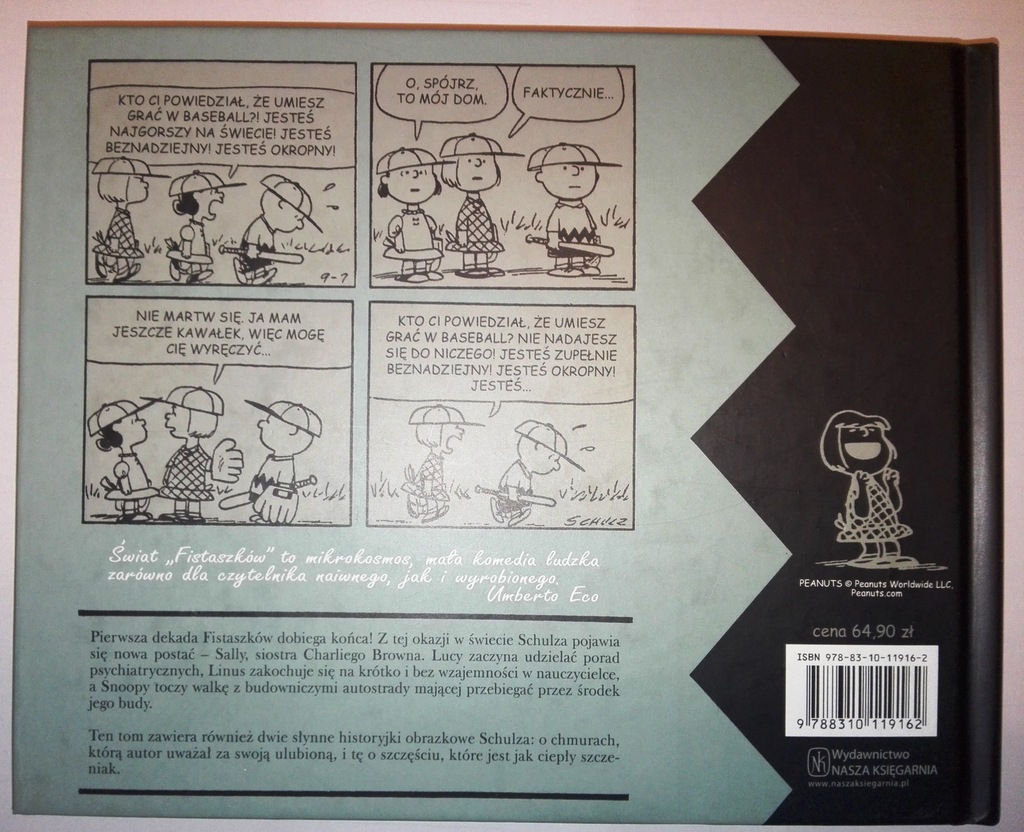 KTO CI POWIEDZIAŁ, ŻE UMIESZ
GRAĆ W BASEBALL?! JESTEŚ
NAJGORSZY NA ŚWIECIE! JESTEŚ
BEZNADZIEJNY! JESTEŚ OKROPNY!
9-7
O, SPÓJRZ,
TO MÓJ DOM.
FAKTYCZNIE...
NIE MARTW SIĘ. JA MAM
JESZCZE KAWAŁEK, WIĘC MOGĘ
CIĘ WYRĘCZYĆ...
KTO CI POWIEDZIAŁ, ŻE UMIESZ
GRAĆ W BASEBALL? NIE NADAJESZ
SIĘ DO NICZEGO! JESTEŚ ZUPEŁNIE
BEZNADZIEJNY! JESTEŚ OKROPNY!
JESTEŚ...
SCHULZ
Świat „Fistaszków” to mikrokosmos, mała komedia ludzka
zarówno dla czytelnika naiwnego, jak i wyrobionego.
Umberto Eco
Pierwsza dekada Fistaszków dobiega końca! Z tej okazji w świecie Schulza pojawia
się nowa postać – Sally, siostra Charliego Browna. Lucy zaczyna udzielać porad
psychiatrycznych, Linus zakochuje się na krótko i bez wzajemności w nauczycielce,
a Snoopy toczy walkę z budowniczymi autostrady mającej przebiegać przez środek
jego budy.
Ten tom zawiera również dwie słynne historyjki obrazkowe Schulza: o chmurach,
którą autor uważał za swoją ulubioną, i tę o szczęściu, które jest jak ciepły szcze-
niak.
PEANUTS © Peanuts Worldwide LLC,
Peanuts.com
cena 64,90 zł
ISBN 978-83-10-11916-2
9 788310 119162
Wydawnictwo
NASZA KSIĘGARNIA
www.naszaksiegarnia.pl